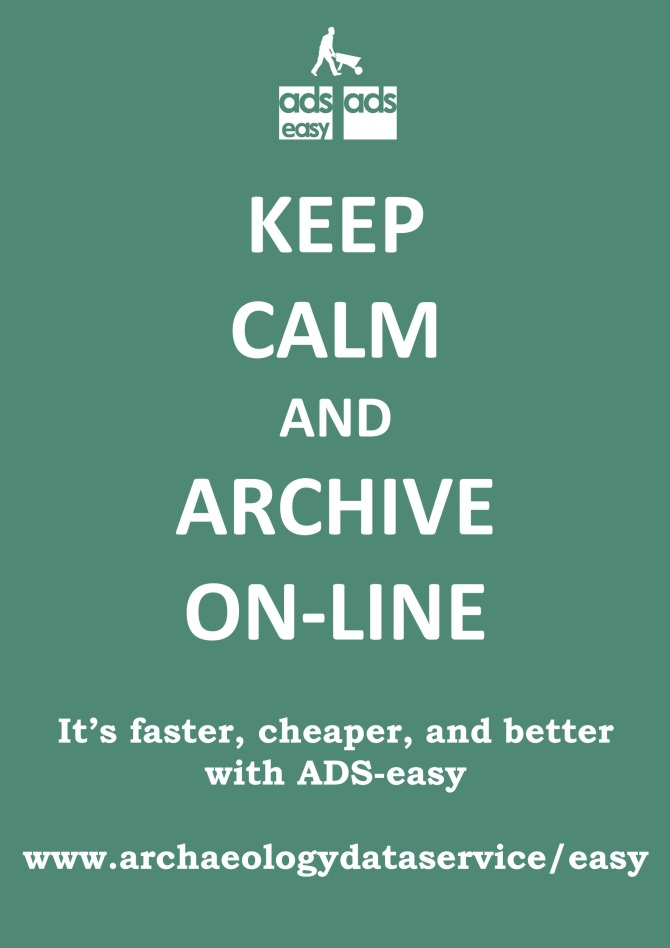 ads ads
easy
KEEP
CALM
AND
ARCHIVE
ON-LINE
It’s faster, cheaper, and better
with ADS-easy
www.archaeologydataservice/easy